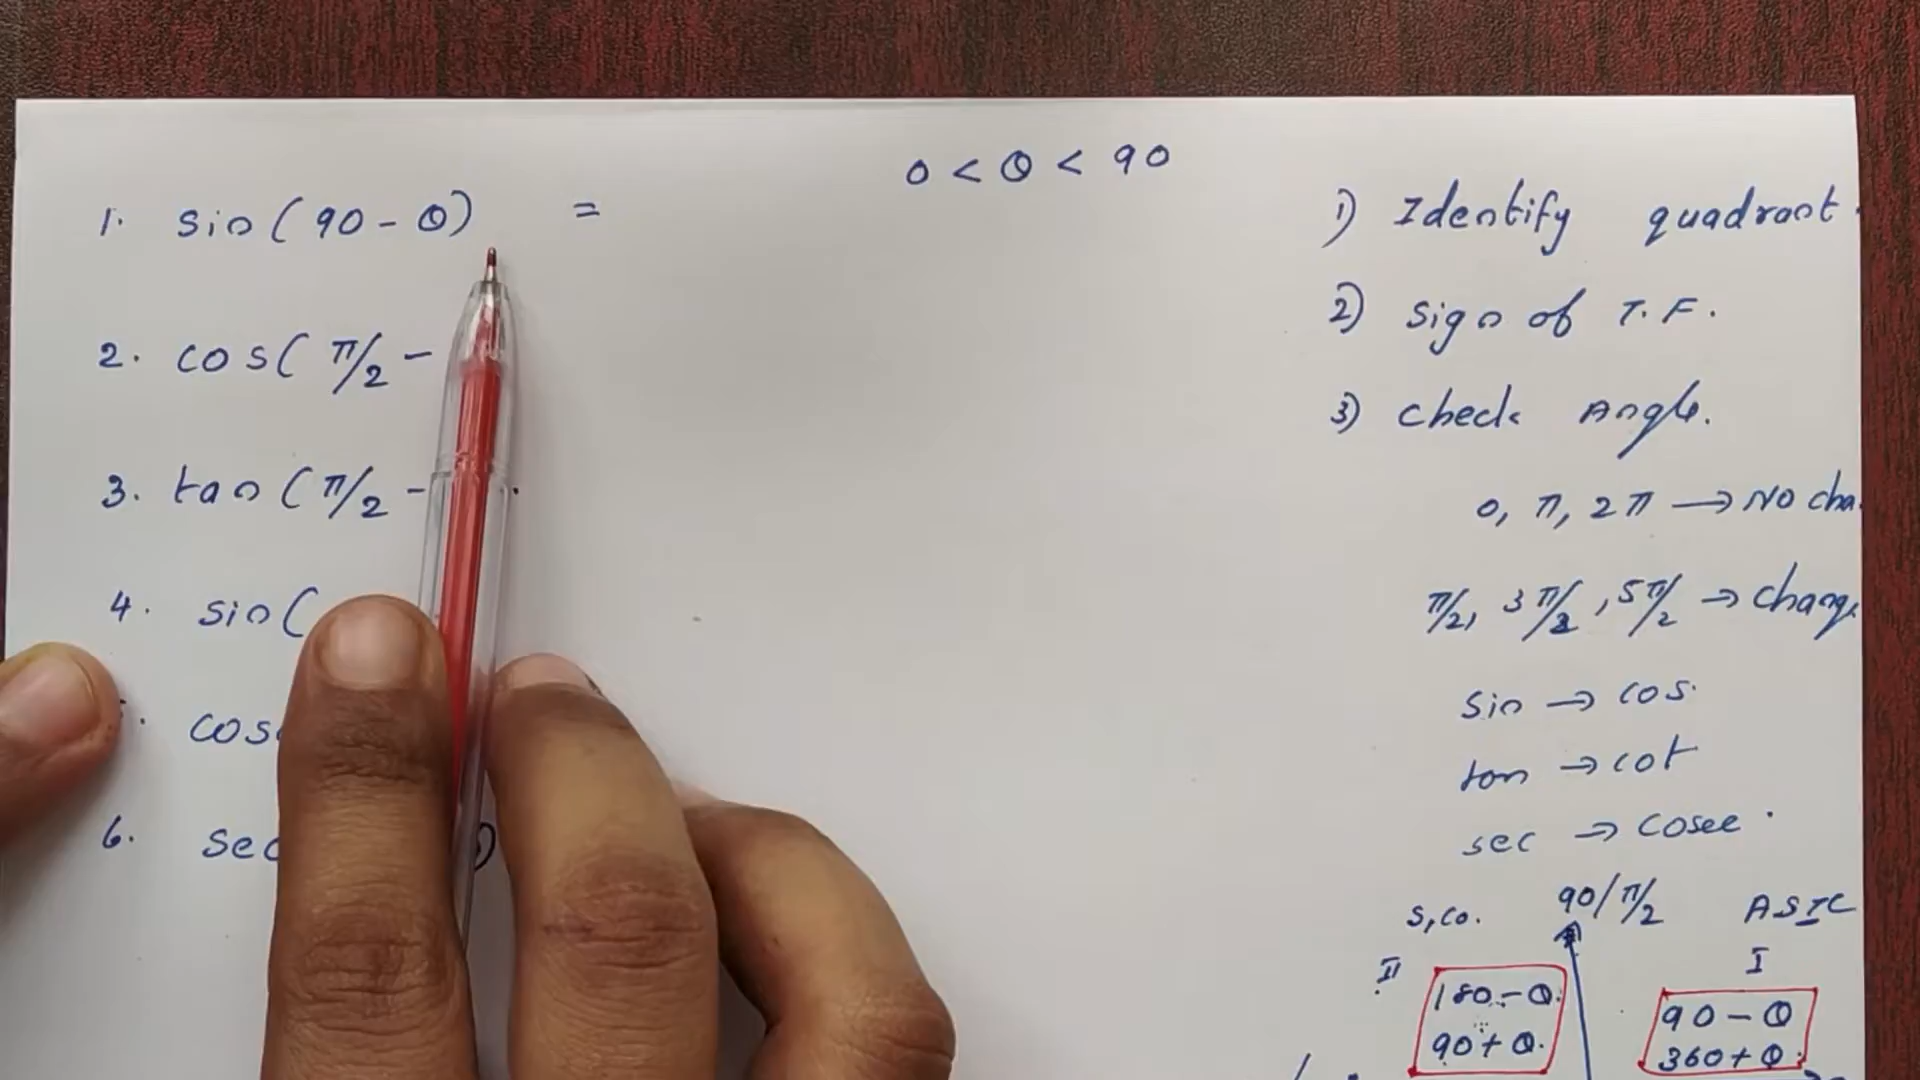 0 < θ < 90
1. sin(90-θ) =
2. cos(π/2 -
3. tan(π/2 -
4. sin(
cos
6. sec
1) Identify quadrant.
2) Sign of T.F.
3) Check Angle.
0, π, 2π → No cha
π/2, 3π/2, 5π/2 → Change
sin → cos.
tan → cot
sec → cosec.
S, Co. 90/π/2 ASTC
II I
180-θ. 90-θ
90+θ. 360+θ.